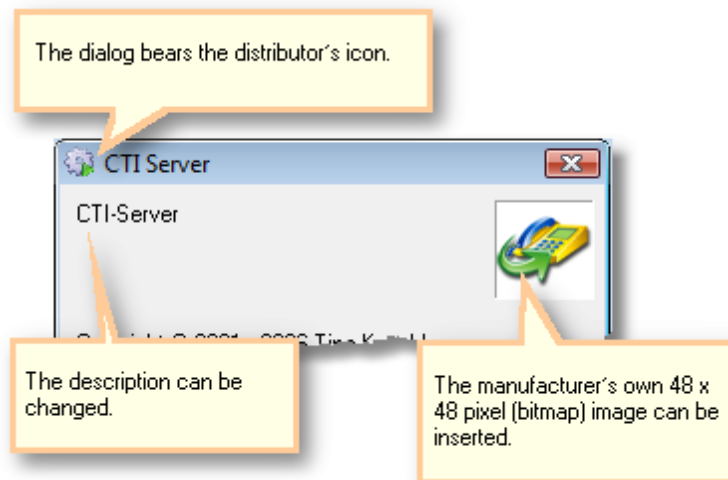 The dialog bears the distributor´s icon.
CTI Server
CTI-Server
The description can be
changed.
The manufacturer´s own 48 x
48 pixel (bitmap) image can be
inserted.